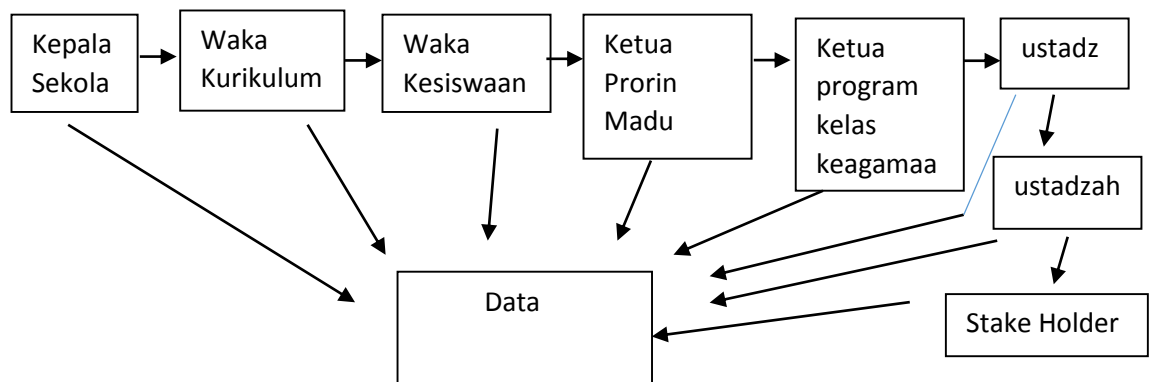 Kepala
Sekola
Waka
Kurikulum
Waka
Kesiswaan
Ketua
Prorin
Madu
Ketua
program
kelas
keagamaa
ustadz
ustadzah
Stake Holder
Data